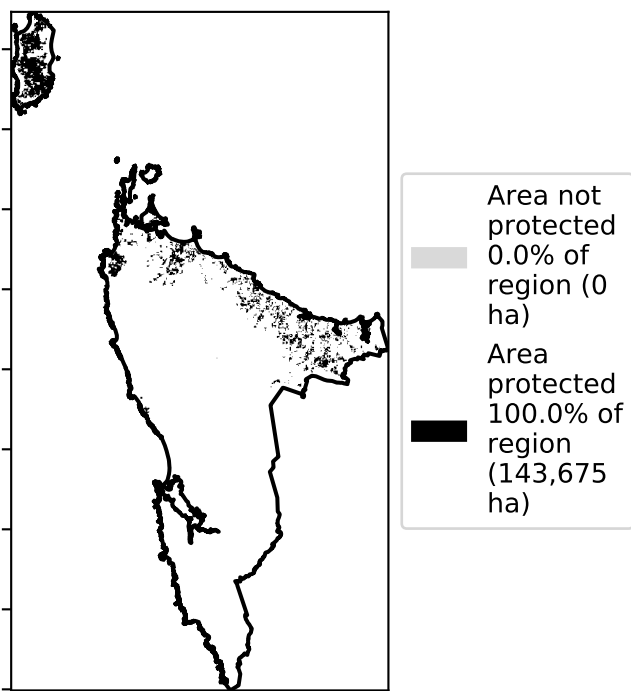 Area not
protected
0.0% of
region (0
ha)
Area
protected
100.0% of
region
(143,675
ha)